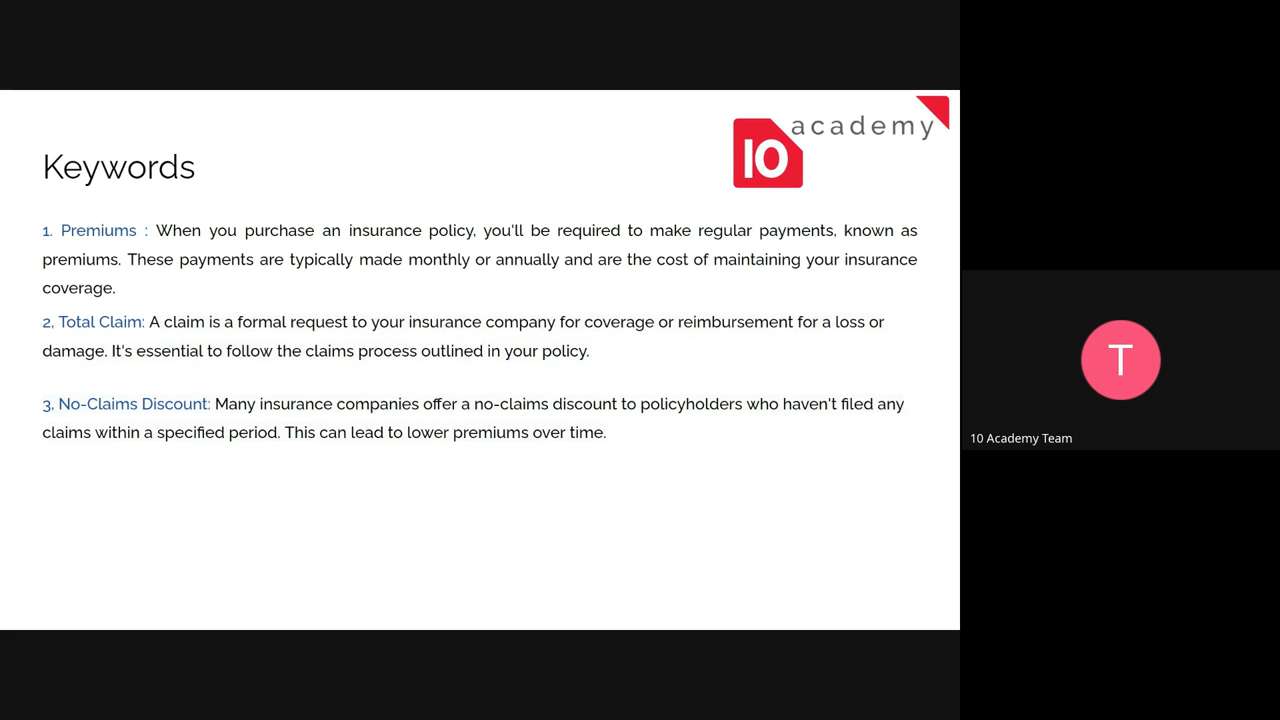 10 academy
Keywords
1. Premiums : When you purchase an insurance policy, you'll be required to make regular payments, known as
premiums. These payments are typically made monthly or annually and are the cost of maintaining your insurance
coverage.
2, Total Claim: A claim is a formal request to your insurance company for coverage or reimbursement for a loss or
damage. It's essential to follow the claims process outlined in your policy.
3, No-Claims Discount: Many insurance companies offer a no-claims discount to policyholders who haven't filed any
claims within a specified period. This can lead to lower premiums over time.
T
10 Academy Team